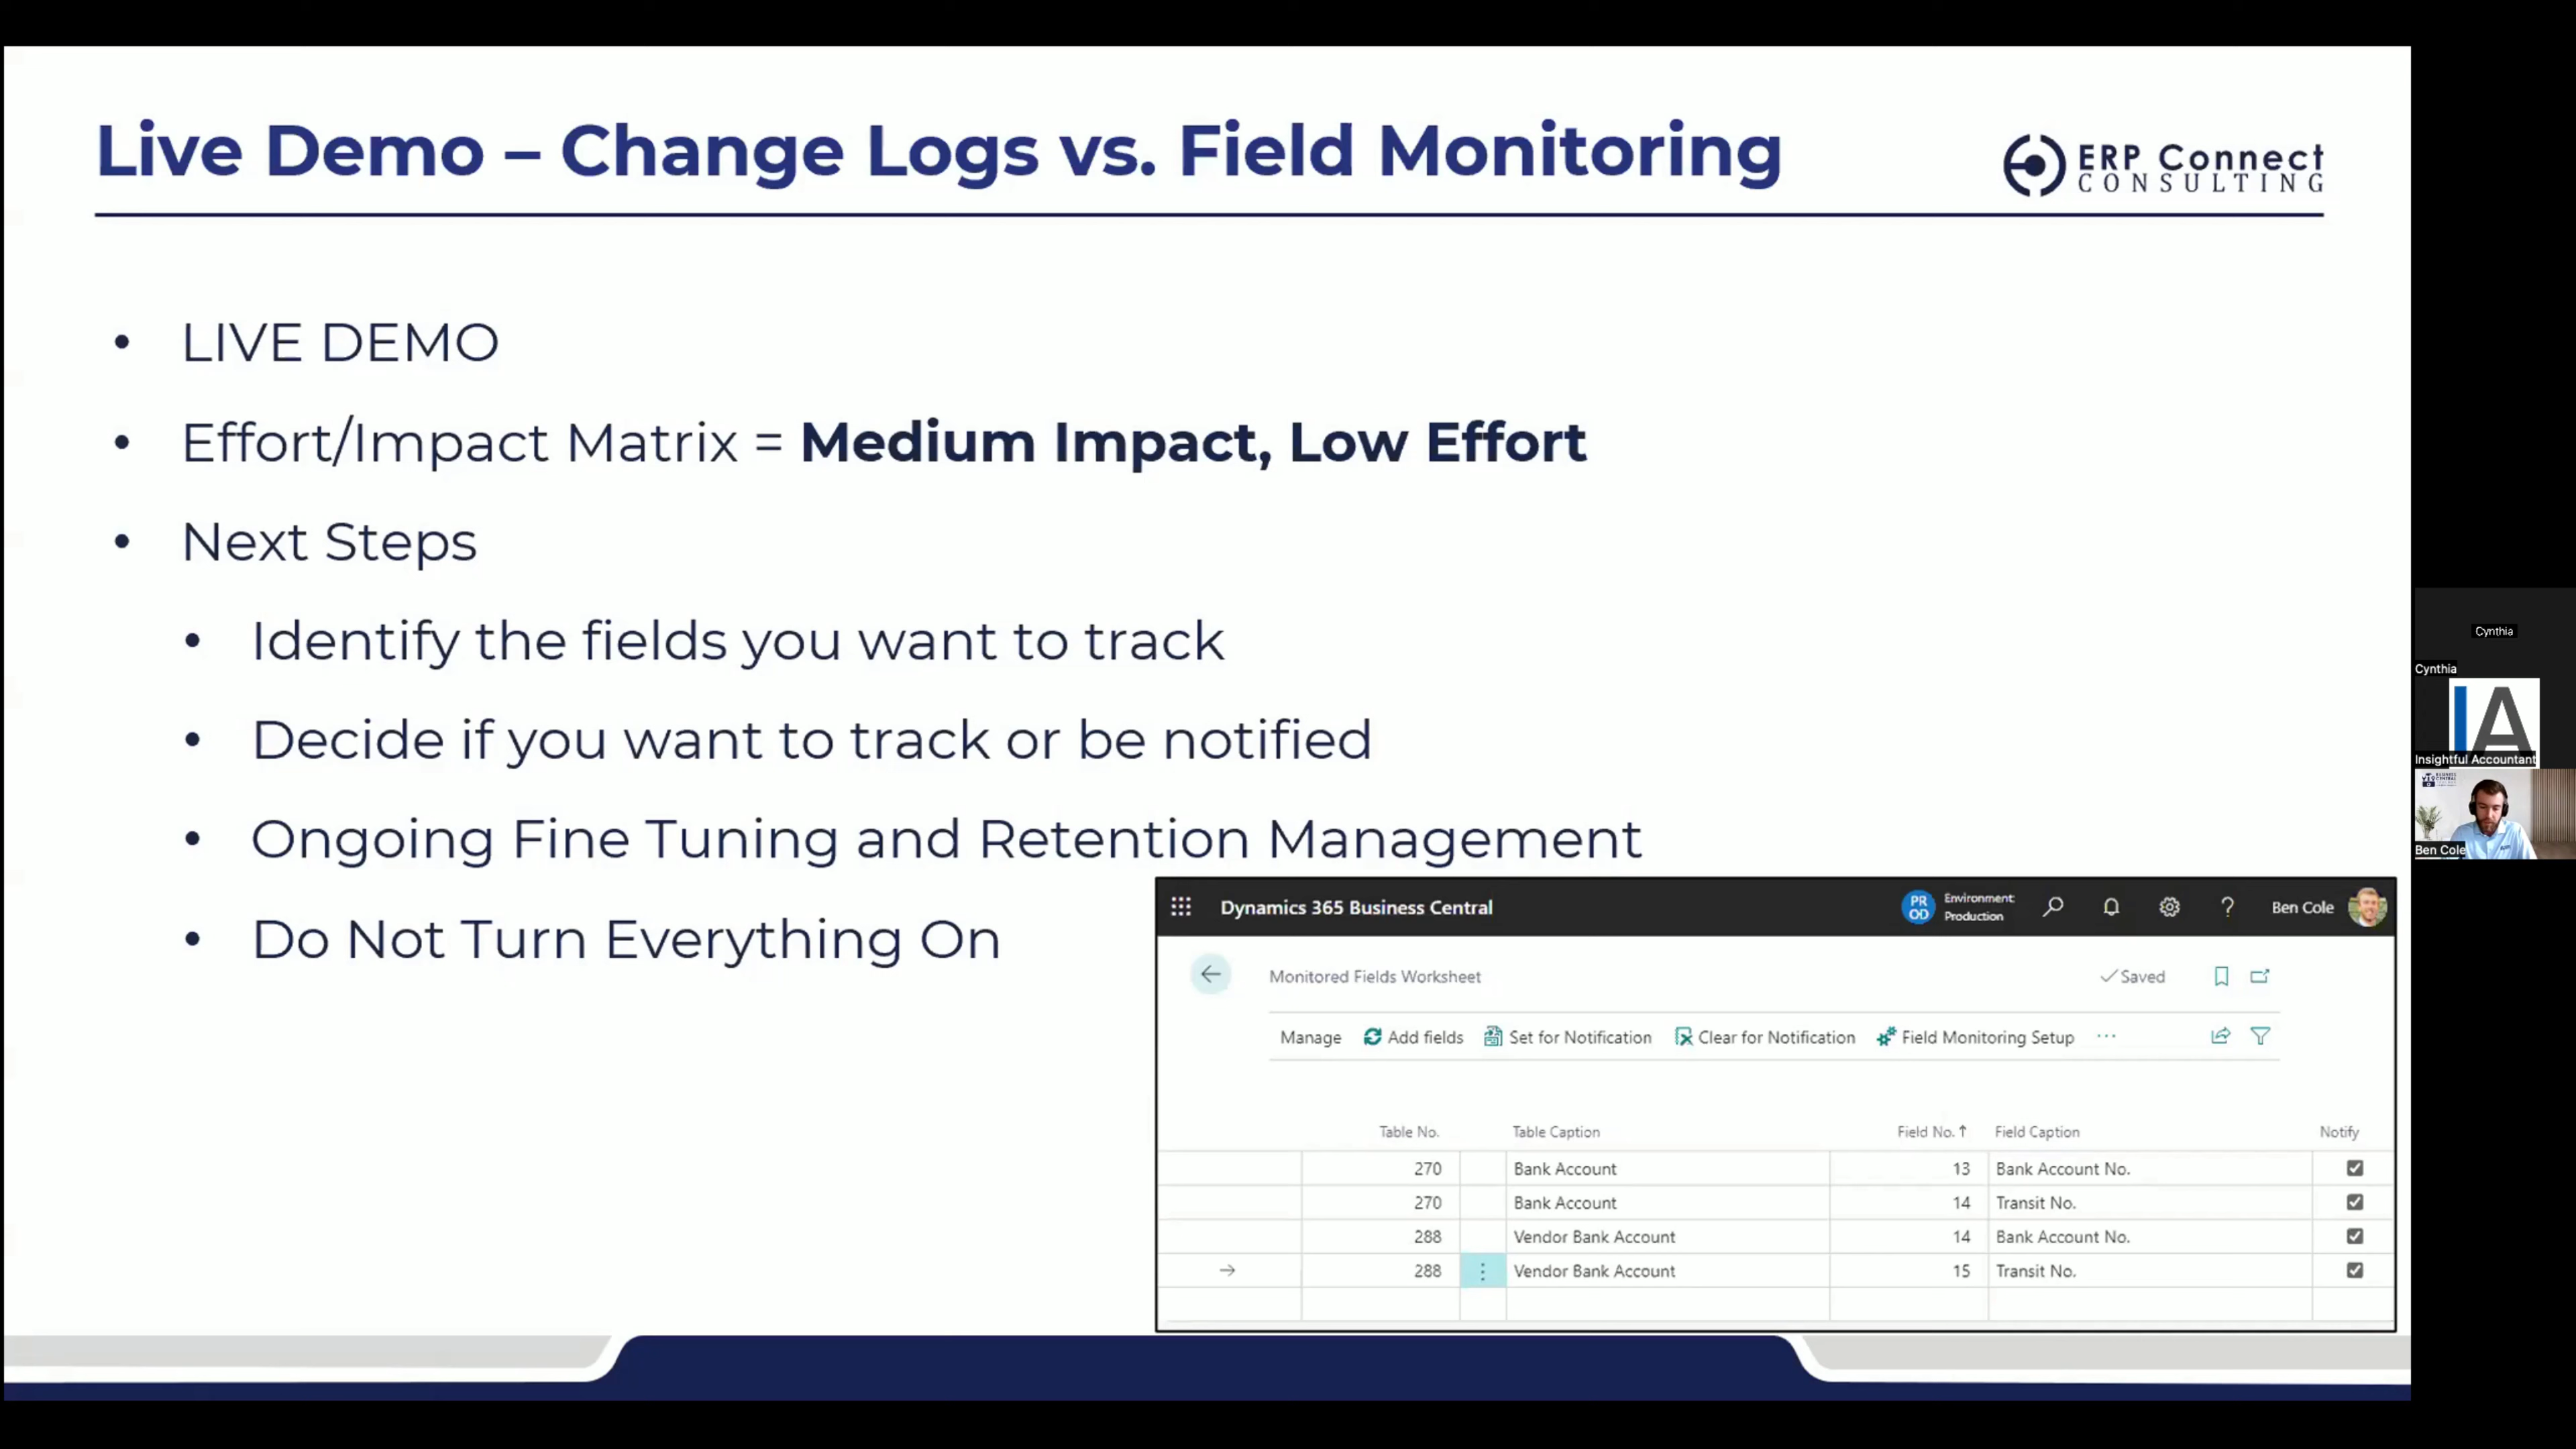 Live Demo – Change Logs vs. Field Monitoring
ERP Connect
CONSULTING
• LIVE DEMO
• Effort/Impact Matrix = Medium Impact, Low Effort
• Next Steps
• Identify the fields you want to track
• Decide if you want to track or be notified
• Ongoing Fine Tuning and Retention Management
• Do Not Turn Everything On
Dynamics 365 Business Central
PR
OD
Environment:
Production
Ben Cole
Monitored Fields Worksheet
Saved
Manage Add fields Set for Notification Clear for Notification Field Monitoring Setup ...
Table No. Table Caption Field No. ↑ Field Caption Notify
270 Bank Account 13 Bank Account No.
270 Bank Account 14 Transit No.
288 Vendor Bank Account 14 Bank Account No.
288 Vendor Bank Account 15 Transit No.
Cynthia
Cynthia
IA
Insightful Accountant
Ben Cole